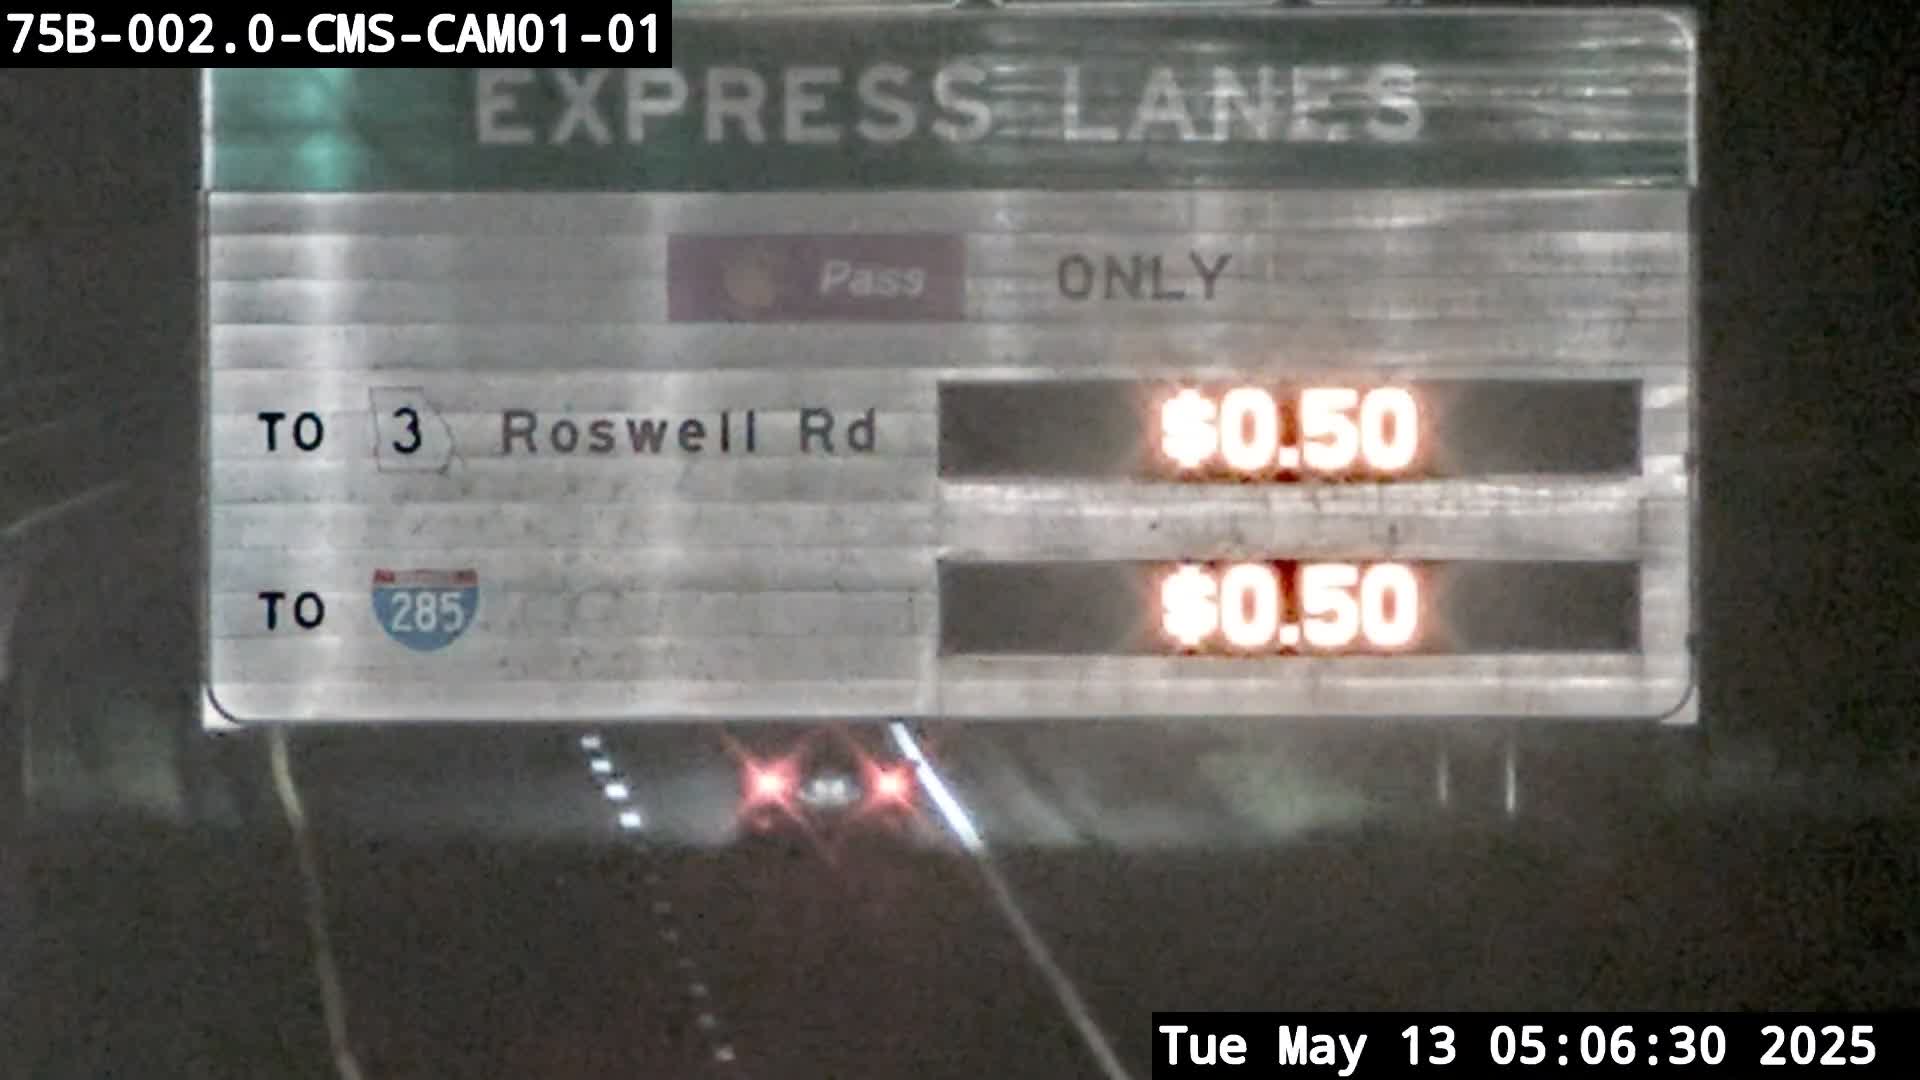 75B-002.0-CMS-CAM01-01
EXPRESS LANES
Pass ONLY
TO 3 Roswell Rd $0.50
TO 285 $0.50
Tue May 13 05:06:30 2025